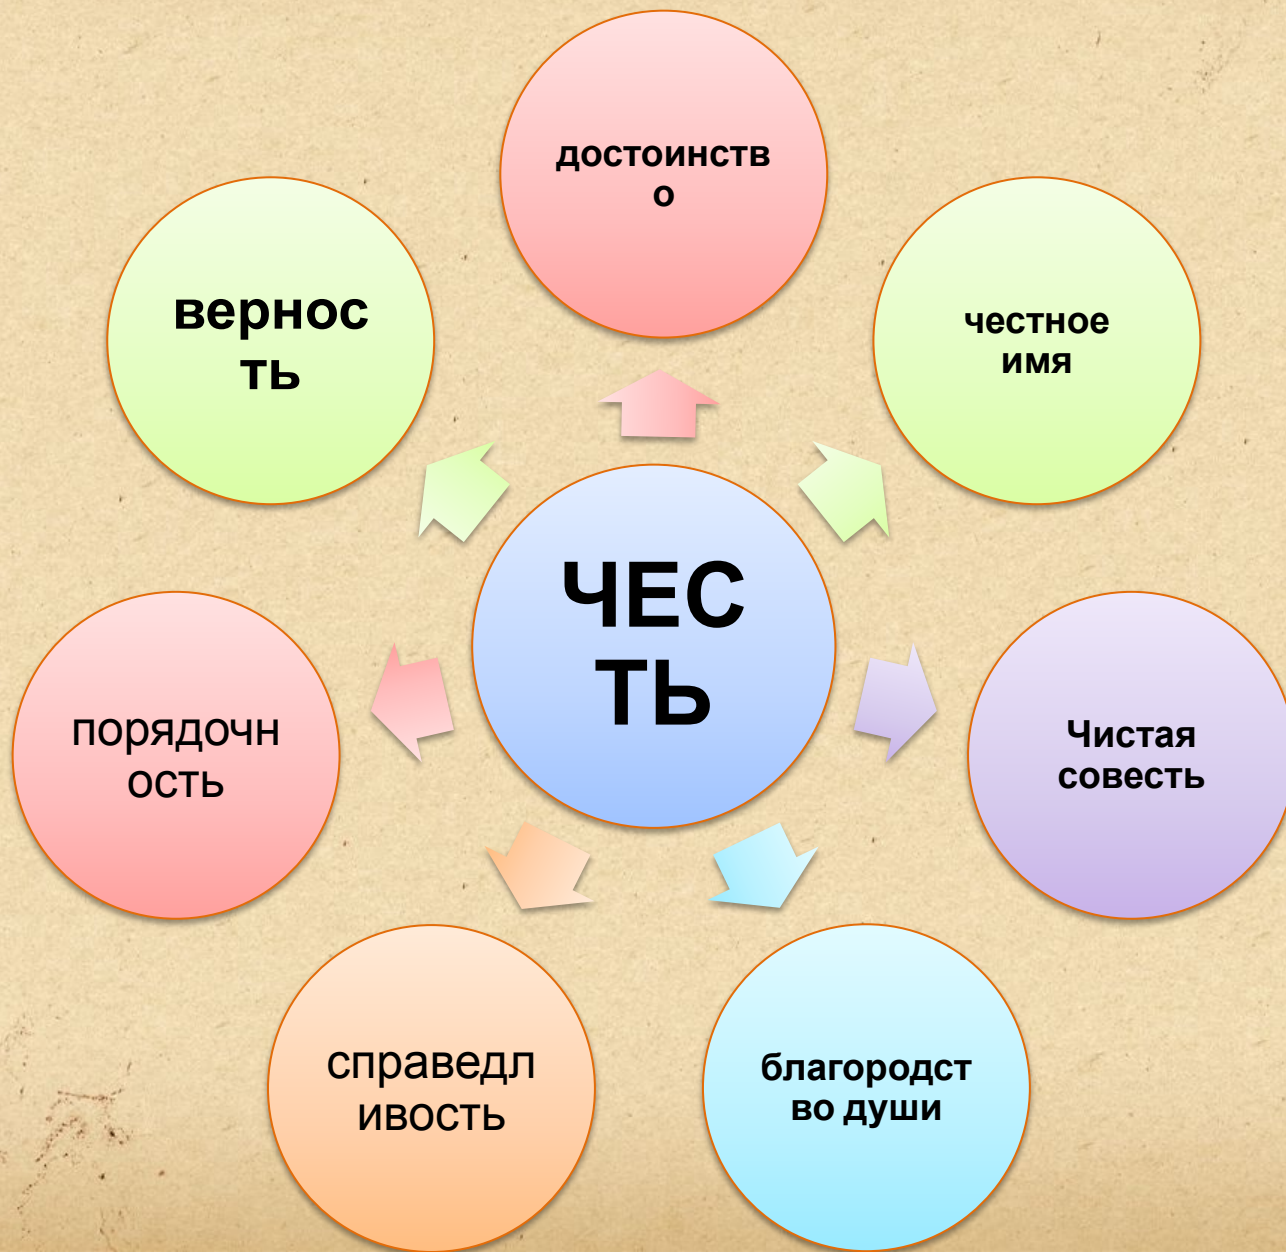 достоинств
о
вернос
ть
честное
имя
ЧЕС
ТЬ
порядочн
ость
Чистая
совесть
справедл
ивость
благородст
во души